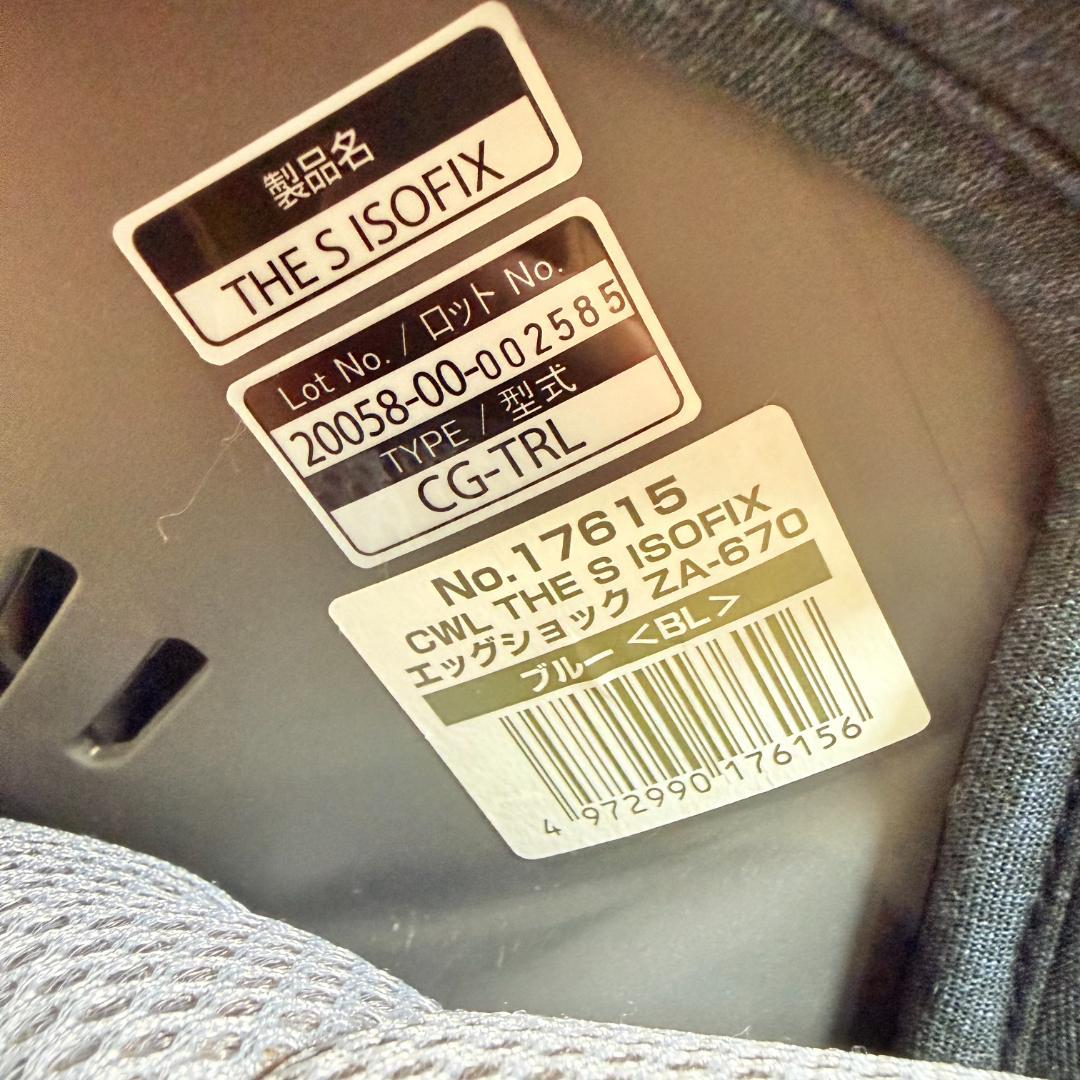 製品名
THE S ISOFIX
Lot No. / ロット No.
20058-00-002585
TYPE / 型式
CG-TRL
No.17615
CWL THE S ISOFIX
エッグショック ZA-670
ブルー <BL>
4 972990 176156